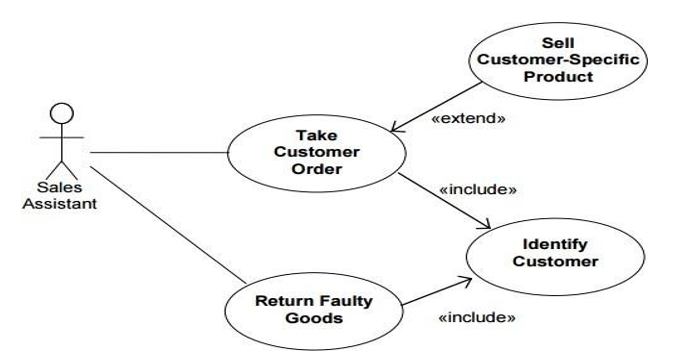 Sell
Customer-Specific
Product
«extend»
Take
Customer
Order
Sales
Assistant
«include»
Identify
Customer
Return Faulty
Goods
«include»